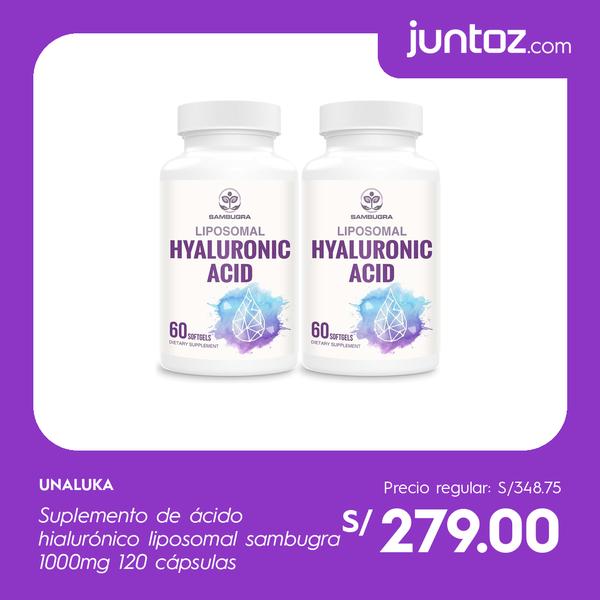 juntoz.com
SAMBUGRA
LIPOSOMAL
HYALURONIC
ACID
60 SOFTGELS
DIETARY SUPPLEMENT
SAMBUGRA
LIPOSOMAL
HYALURONIC
ACID
60 SOFTGELS
DIETARY SUPPLEMENT
UNALUKA
Suplemento de ácido
hialurónico liposomal sambugra
1000mg 120 cápsulas
Precio regular: S/348.75
S/ 279.00